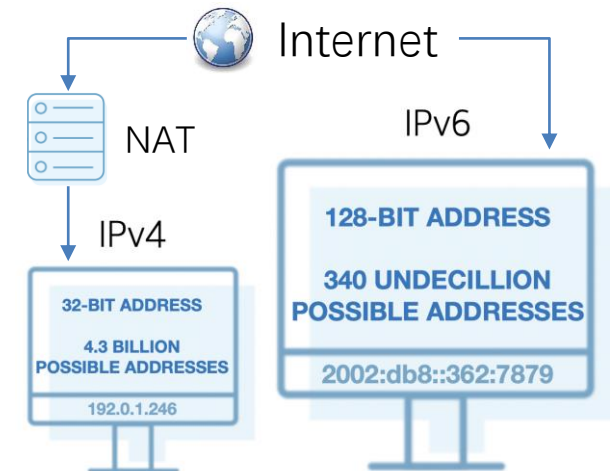 Internet
NAT
IPv4
32-BIT ADDRESS
4.3 BILLION
POSSIBLE ADDRESSES
192.0.1.246
IPv6
128-BIT ADDRESS
340 UNDECILLION
POSSIBLE ADDRESSES
2002:db8::362:7879